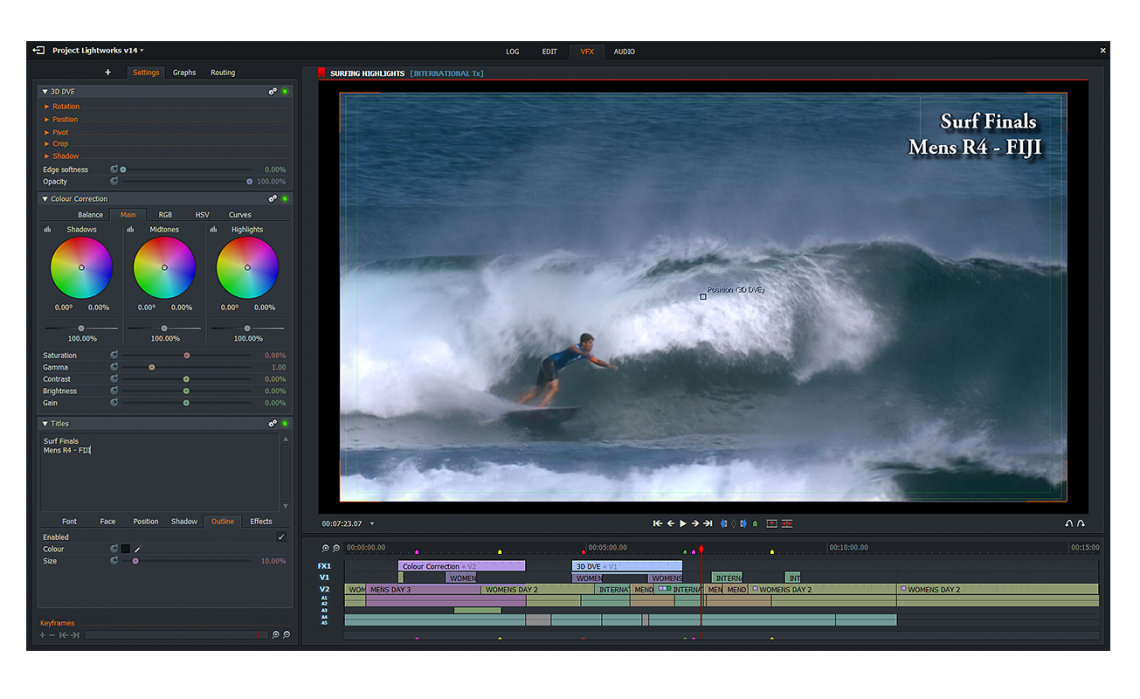 Project Lightworks v14
LOG EDIT VFX AUDIO
Settings Graphs Routing
3D DVE
Rotation
Position
Pivot
Crop
Shadow
Edge softness 0.00%
Opacity 100.00%
Colour Correction
Balance Main RGB HSV Curves
Shadows Midtones Highlights
0.00º 0.00% 0.00º 0.00% 0.00º 0.00%
100.00% 100.00% 100.00%
Saturation 0.98%
Gamma 1.00
Contrast 0.00%
Brightness 0.00%
Gain 0.00%
Titles
Surf Finals
Mens R4 - FIJI
Font Face Position Shadow Outline Effects
Enabled
Colour
Size 10.00%
Keyframes
SURFING HIGHLIGHTS [INTERNATIONAL Tx]
Surf Finals
Mens R4 - FIJI
Position (3D DVE)
00:07:23.07
00:00:00.00 00:05:00.00 00:10:00.00 00:15:00
FX1 Colour Correction - V2 3D DVE - V1
V1 WOMEN WOMEN WOMENS INTERN INT
V2 WOM MENS DAY 3 WOMENS DAY 2 INTERNAT MEND INTERNA MEN MEND WOMENS DAY 2 WOMENS DAY 2
A1
A2
A3
A4
A5